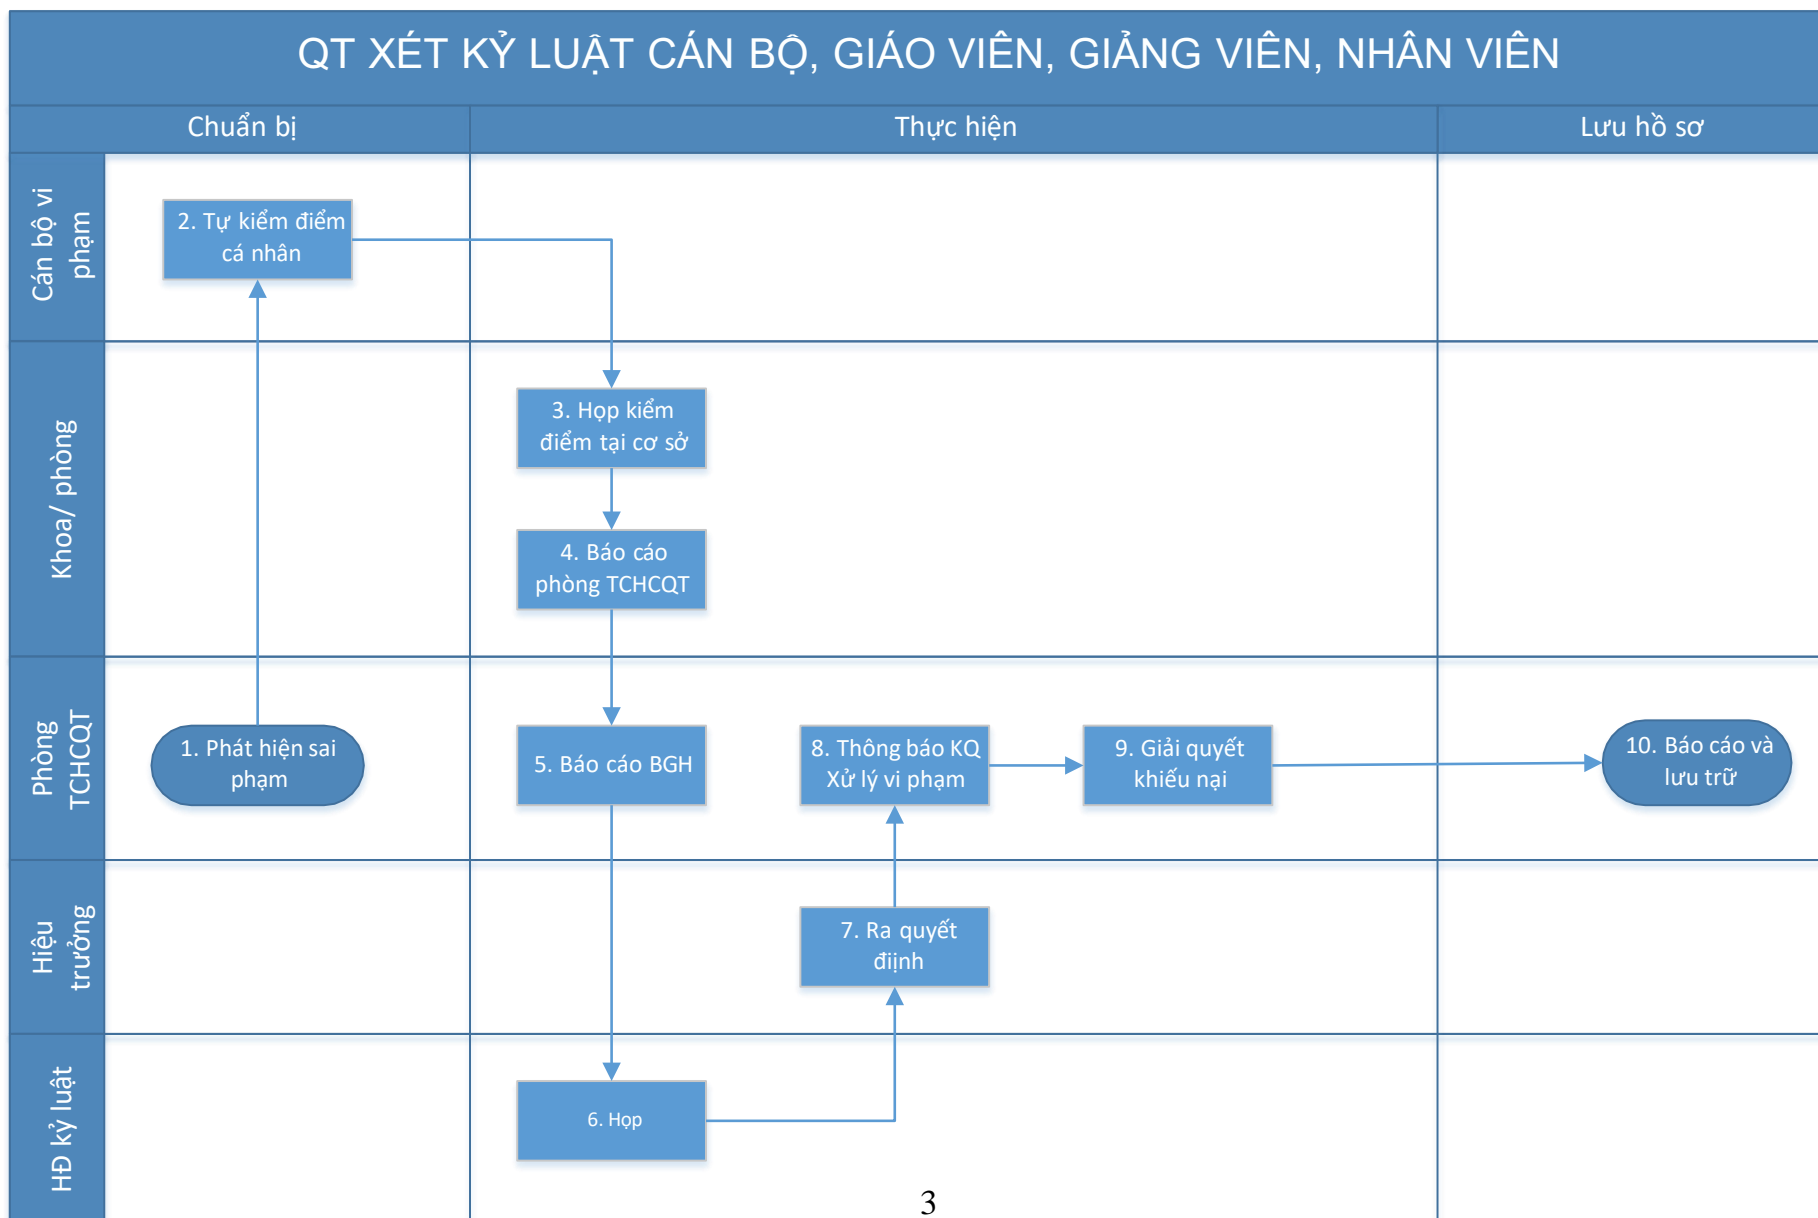 QT XÉT KỶ LUẬT CÁN BỘ, GIÁO VIÊN, GIẢNG VIÊN, NHÂN VIÊN
Chuẩn bị
Thực hiện
Lưu hồ sơ
Cán bộ vi
phạm
2. Tự kiểm điểm
cá nhân
Khoa/ phòng
3. Họp kiểm
điểm tại cơ sở
4. Báo cáo
phòng TCHCQT
Phòng
TCHCQT
1. Phát hiện sai
phạm
5. Báo cáo BGH
8. Thông báo KQ
Xử lý vi phạm
9. Giải quyết
khiếu nại
10. Báo cáo và
lưu trữ
Hiệu
trưởng
7. Ra quyết
điịnh
HĐ kỷ luật
6. Họp
3